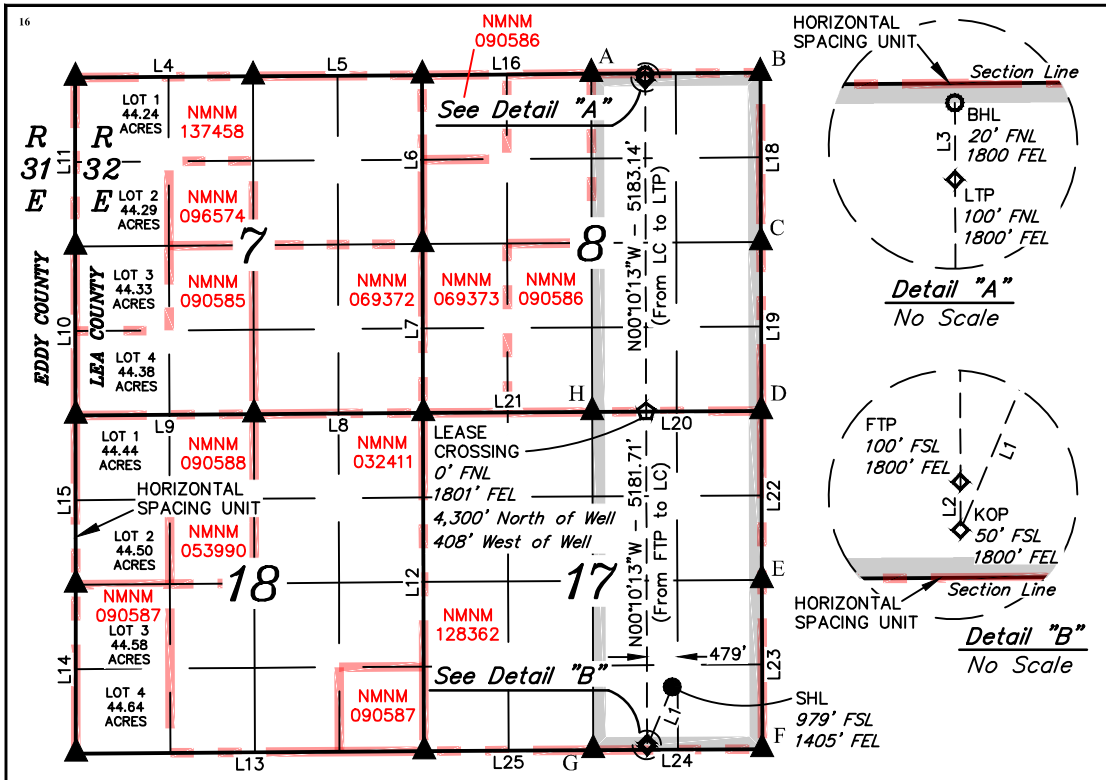 16
NMNM
090586
A
B
L4
L5
L16
See Detail "A"
LOT 1
44.24
ACRES
NMNM
137458
R
31
E
R
32
E
L11
L6
L18
LOT 2
44.29
ACRES
NMNM
096574
7
8
C
LOT 3
44.33
ACRES
NMNM
090585
NMNM
069372
NMNM
069373
NMNM
090586
N00°10'13"W - 5183.14'
(From LC to LTP)
EDDY COUNTY
LEA COUNTY
L10
L7
L19
LOT 4
44.38
ACRES
H
D
L9
L8
L21
L20
LOT 1
44.44
ACRES
NMNM
090588
NMNM
032411
LEASE
CROSSING
0' FNL
1801' FEL
4,300' North of Well
408' West of Well
L15
HORIZONTAL
SPACING UNIT
L22
LOT 2
44.50
ACRES
NMNM
053990
N00°10'13"W - 5181.71'
(From FTP to LC)
18
17
E
L12
NMNM
090587
LOT 3
44.58
ACRES
NMNM
128362
L14
479'
L23
See Detail "B"
LOT 4
44.64
ACRES
NMNM
090587
L1
SHL
979' FSL
1405' FEL
L13
L25
G
L24
F
HORIZONTAL
SPACING UNIT
Section Line
BHL
20' FNL
1800 FEL
L3
LTP
100' FNL
1800' FEL
Detail "A"
No Scale
FTP
100' FSL
1800' FEL
L1
L2
KOP
50' FSL
1800' FEL
Section Line
HORIZONTAL
SPACING UNIT
Detail "B"
No Scale